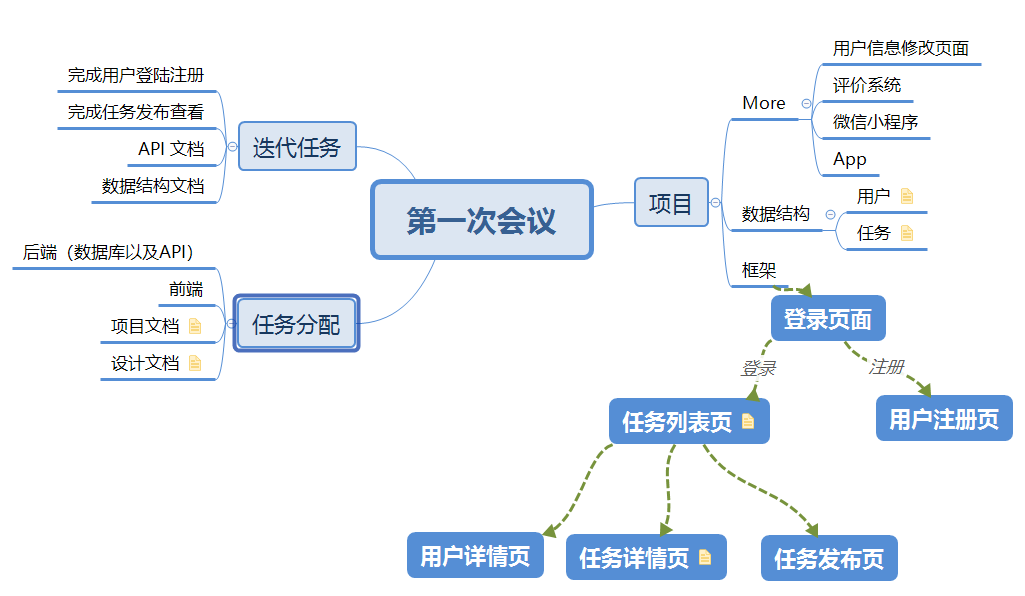 第一次会议
迭代任务
完成用户登陆注册
完成任务发布查看
API 文档
数据结构文档
任务分配
后端（数据库以及API）
前端
项目文档
设计文档
项目
More
用户信息修改页面
评价系统
微信小程序
App
数据结构
用户
任务
框架
登录页面
登录
注册
任务列表页
用户注册页
用户详情页
任务详情页
任务发布页